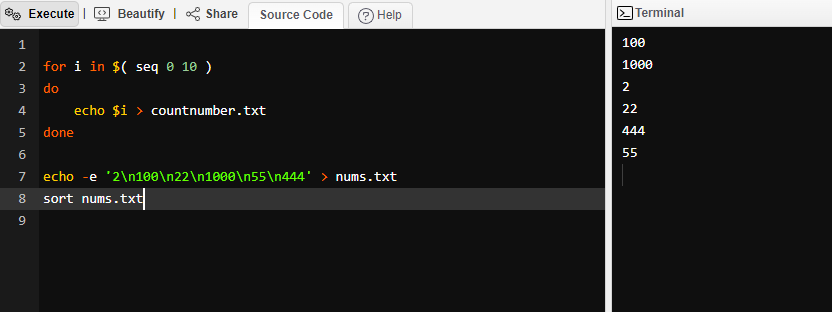 Execute | Beautify | Share Source Code Help
1
2 for i in $( seq 0 10 )
3 do
4     echo $i > countnumber.txt
5 done
6
7 echo -e '2\n100\n22\n1000\n55\n444' > nums.txt
8 sort nums.txt
9
Terminal
100
1000
2
22
444
55